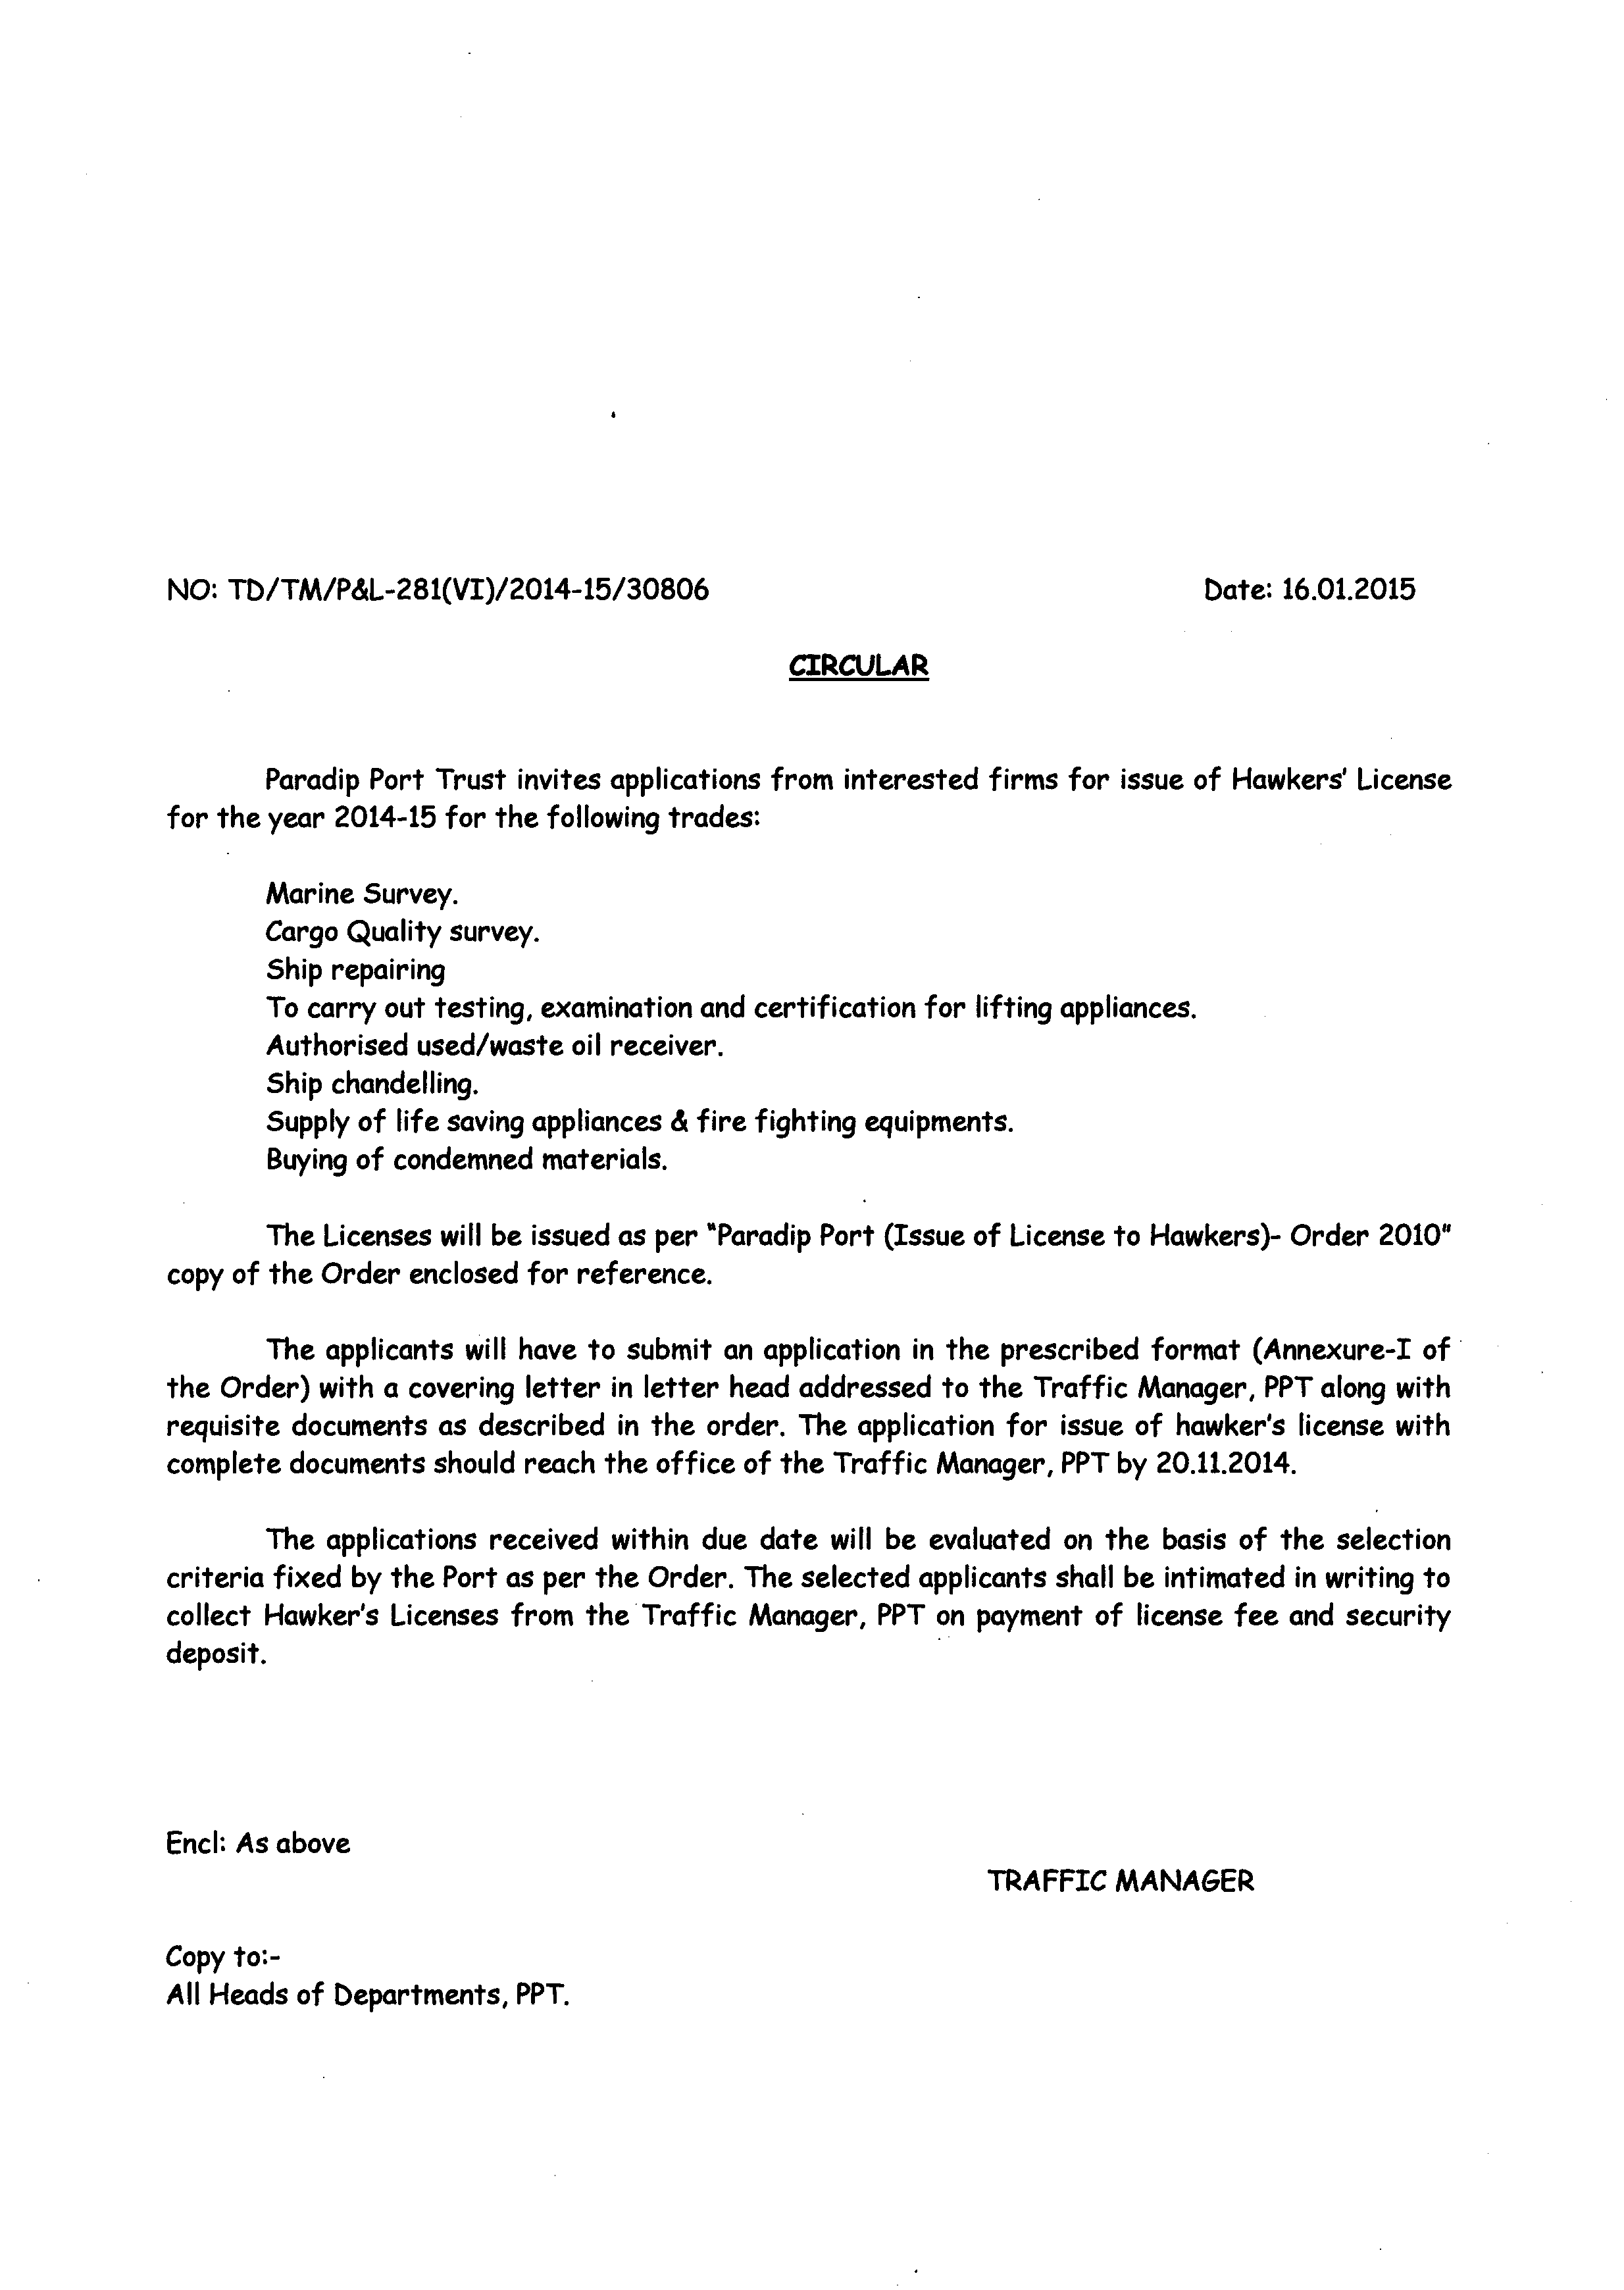 NO: TD/TM/P&L-281(VI)/2014-15/30806 Date: 16.01.2015
CIRCULAR
Paradip Port Trust invites applications from interested firms for issue of Hawkers' License
for the year 2014-15 for the following trades:
Marine Survey.
Cargo Quality survey.
Ship repairing
To carry out testing, examination and certification for lifting appliances.
Authorised used/waste oil receiver.
Ship chandelling.
Supply of life saving appliances & fire fighting equipments.
Buying of condemned materials.
The Licenses will be issued as per "Paradip Port (Issue of License to Hawkers)- Order 2010"
copy of the Order enclosed for reference.
The applicants will have to submit an application in the prescribed format (Annexure-I of
the Order) with a covering letter in letter head addressed to the Traffic Manager, PPT along with
requisite documents as described in the order. The application for issue of hawker's license with
complete documents should reach the office of the Traffic Manager, PPT by 20.11.2014.
The applications received within due date will be evaluated on the basis of the selection
criteria fixed by the Port as per the Order. The selected applicants shall be intimated in writing to
collect Hawker's Licenses from the Traffic Manager, PPT on payment of license fee and security
deposit.
Encl: As above
TRAFFIC MANAGER
Copy to:-
All Heads of Departments, PPT.